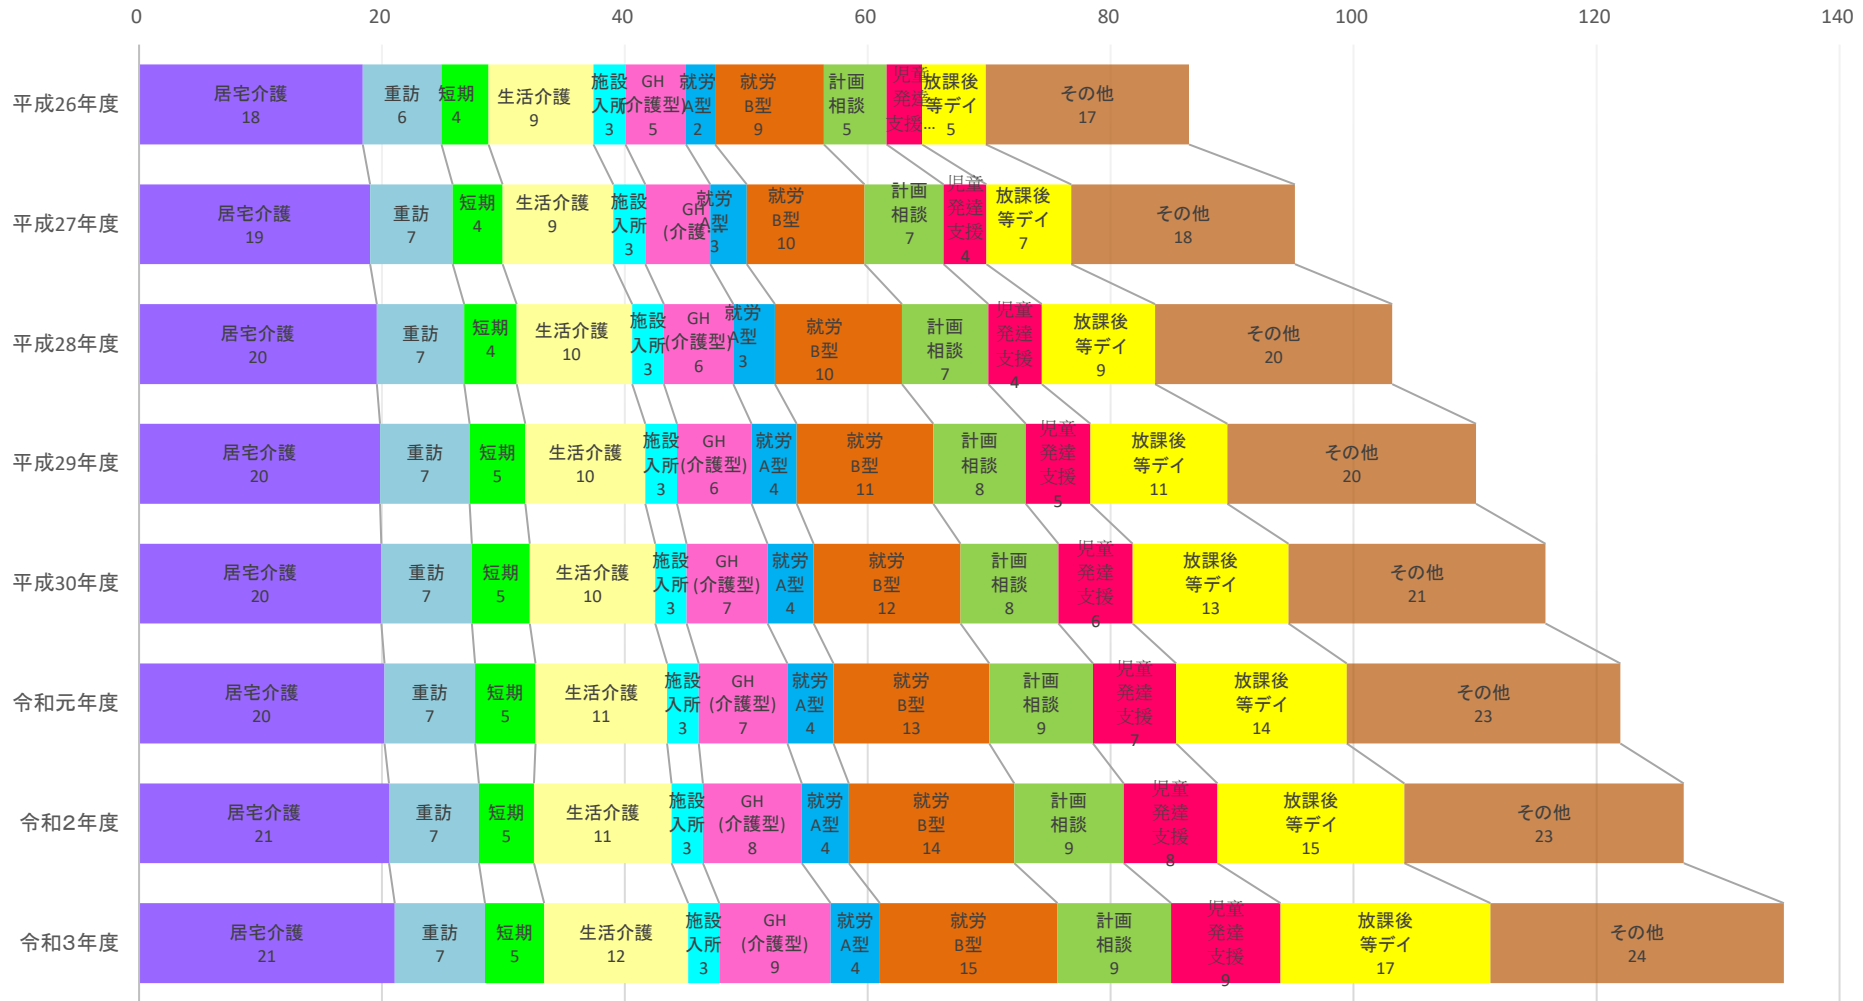 0 20 40 60 80 100 120 140
平成26年度
居宅介護
18
重訪
6
短期
4
生活介護
9
施設
入所
3
GH
(介護型)
5
就労
A型
2
就労
B型
9
計画
相談
5
児童
発達
支援…
放課後
等デイ
5
その他
17
平成27年度
居宅介護
19
重訪
7
短期
4
生活介護
9
施設
入所
3
GH
(介護…
就労
A型
3
就労
B型
10
計画
相談
7
児童
発達
支援
4
放課後
等デイ
7
その他
18
平成28年度
居宅介護
20
重訪
7
短期
4
生活介護
10
施設
入所
3
GH
(介護型)
6
就労
A型
3
就労
B型
10
計画
相談
7
児童
発達
支援
4
放課後
等デイ
9
その他
20
平成29年度
居宅介護
20
重訪
7
短期
5
生活介護
10
施設
入所
3
GH
(介護型)
6
就労
A型
4
就労
B型
11
計画
相談
8
児童
発達
支援
5
放課後
等デイ
11
その他
20
平成30年度
居宅介護
20
重訪
7
短期
5
生活介護
10
施設
入所
3
GH
(介護型)
7
就労
A型
4
就労
B型
12
計画
相談
8
児童
発達
支援
6
放課後
等デイ
13
その他
21
令和元年度
居宅介護
20
重訪
7
短期
5
生活介護
11
施設
入所
3
GH
(介護型)
7
就労
A型
4
就労
B型
13
計画
相談
9
児童
発達
支援
7
放課後
等デイ
14
その他
23
令和2年度
居宅介護
21
重訪
7
短期
5
生活介護
11
施設
入所
3
GH
(介護型)
8
就労
A型
4
就労
B型
14
計画
相談
9
児童
発達
支援
8
放課後
等デイ
15
その他
23
令和3年度
居宅介護
21
重訪
7
短期
5
生活介護
12
施設
入所
3
GH
(介護型)
9
就労
A型
4
就労
B型
15
計画
相談
9
児童
発達
支援
9
放課後
等デイ
17
その他
24